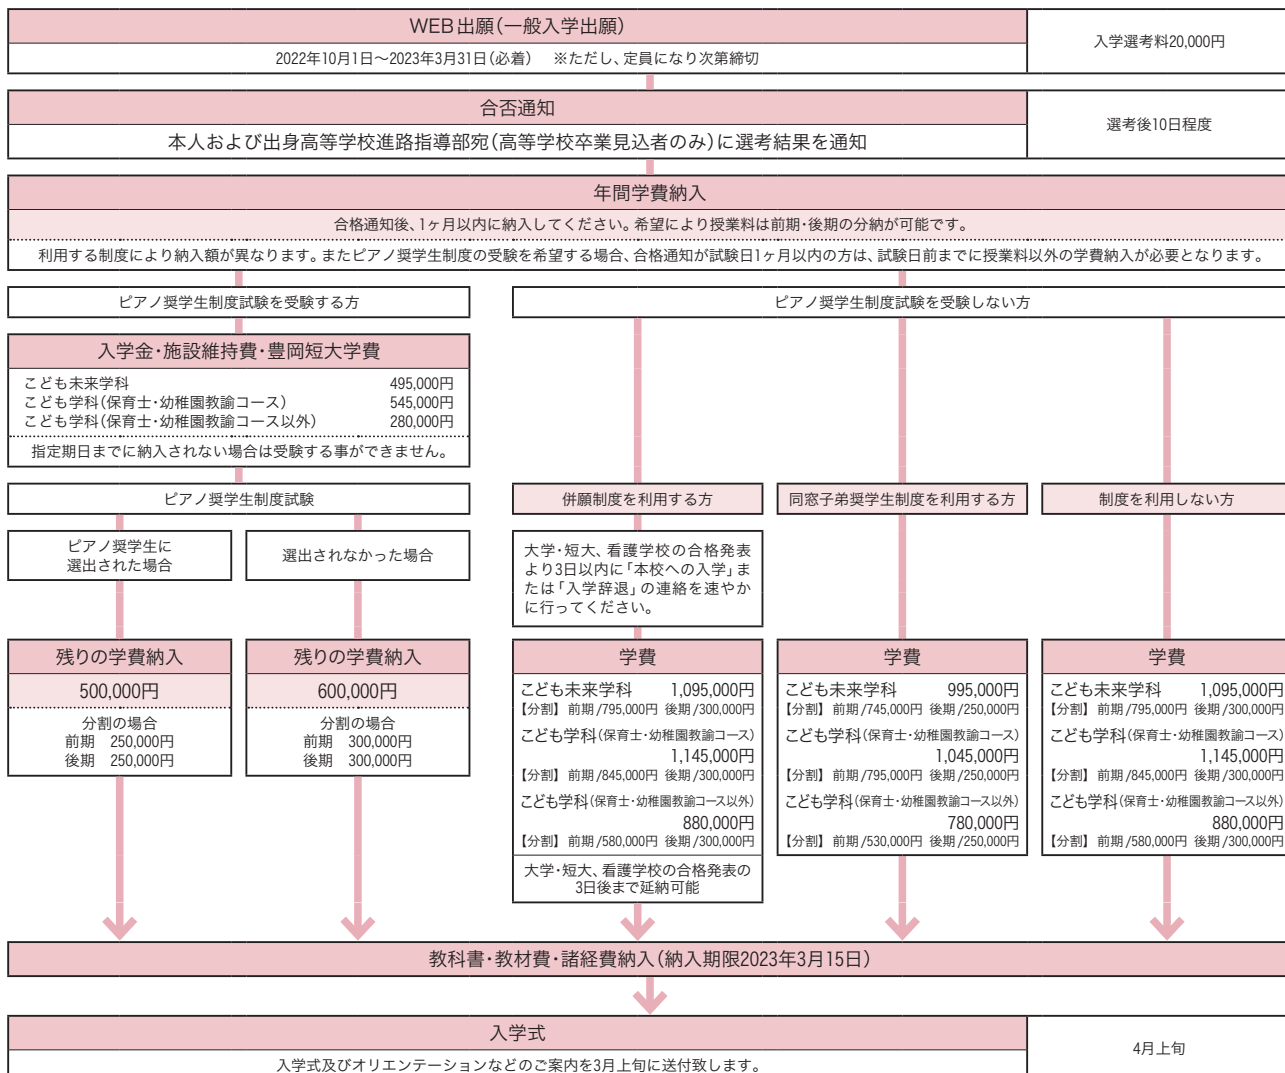 WEB出願(一般入学出願)
2022年10月1日〜2023年3月31日(必着)　※ただし、定員になり次第締切
入学選考料20,000円
合否通知
本人および出身高等学校進路指導部宛(高等学校卒業見込者のみ)に選考結果を通知
選考後10日程度
年間学費納入
合格通知後、1ヶ月以内に納入してください。希望により授業料は前期・後期の分納が可能です。
利用する制度により納入額が異なります。またピアノ奨学生制度の受験を希望する場合、合格通知が試験日1ヶ月以内の方は、試験日前までに授業料以外の学費納入が必要となります。
ピアノ奨学生制度試験を受験する方
入学金・施設維持費・豊岡短大学費
こども未来学科　495,000円
こども学科(保育士・幼稚園教諭コース)　545,000円
こども学科(保育士・幼稚園教諭コース以外)　280,000円
指定期日までに納入されない場合は受験する事ができません。
ピアノ奨学生制度試験
ピアノ奨学生に
選出された場合
残りの学費納入
500,000円
分割の場合
前期　250,000円
後期　250,000円
選出されなかった場合
残りの学費納入
600,000円
分割の場合
前期　300,000円
後期　300,000円
ピアノ奨学生制度試験を受験しない方
併願制度を利用する方
大学・短大、看護学校の合格発表
より3日以内に「本校への入学」ま
たは「入学辞退」の連絡を速やか
に行ってください。
学費
こども未来学科　1,095,000円
【分割】前期/795,000円 後期/300,000円
こども学科(保育士・幼稚園教諭コース)
1,145,000円
【分割】前期/845,000円 後期/300,000円
こども学科(保育士・幼稚園教諭コース以外)
880,000円
【分割】前期/580,000円 後期/300,000円
大学・短大、看護学校の合格発表の
3日後まで延納可能
同窓子弟奨学生制度を利用する方
学費
こども未来学科　995,000円
【分割】前期/745,000円 後期/250,000円
こども学科(保育士・幼稚園教諭コース)
1,045,000円
【分割】前期/795,000円 後期/250,000円
こども学科(保育士・幼稚園教諭コース以外)
780,000円
【分割】前期/530,000円 後期/250,000円
制度を利用しない方
学費
こども未来学科　1,095,000円
【分割】前期/795,000円 後期/300,000円
こども学科(保育士・幼稚園教諭コース)
1,145,000円
【分割】前期/845,000円 後期/300,000円
こども学科(保育士・幼稚園教諭コース以外)
880,000円
【分割】前期/580,000円 後期/300,000円
教科書・教材費・諸経費納入(納入期限2023年3月15日)
入学式
入学式及びオリエンテーションなどのご案内を3月上旬に送付致します。
4月上旬